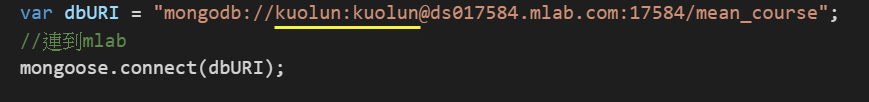 var dbURI = "mongodb://kuolun:kuolun@ds017584.mlab.com:17584/mean_course";
//連到mlab
mongoose.connect(dbURI);